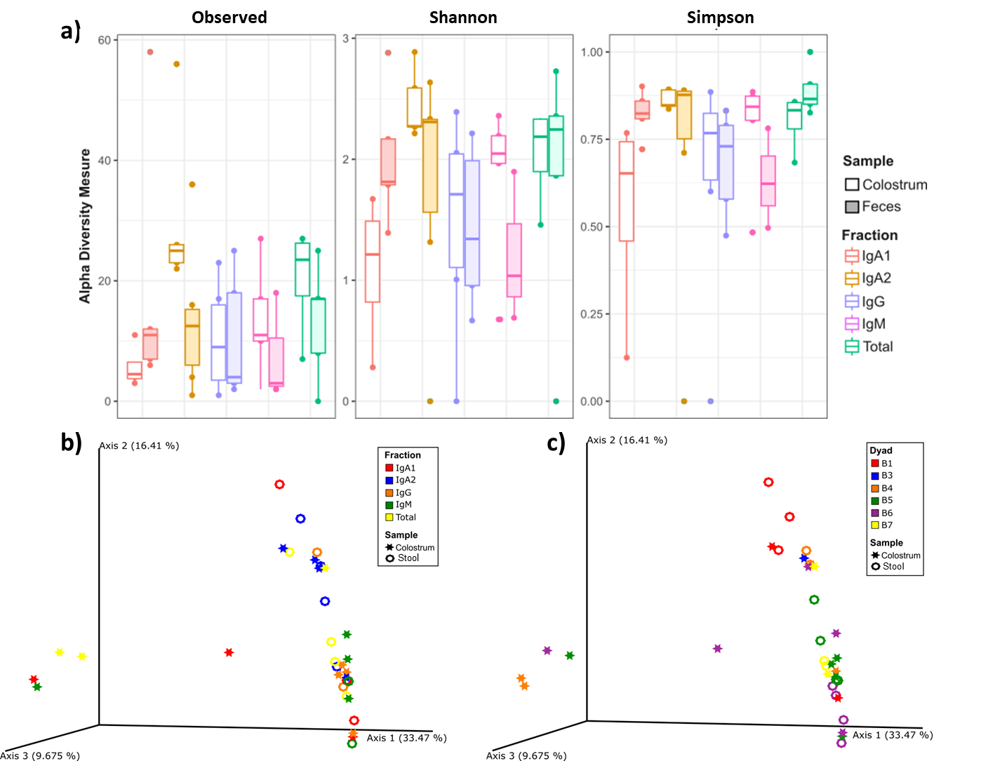 a)
Observed
Shannon
Simpson
Alpha Diversity Mesure
60
40
20
0
3
2
1
0
1.00
0.75
0.50
0.25
0.00
Sample
Colostrum
Feces
Fraction
IgA1
IgA2
IgG
IgM
Total
b)
Axis 2 (16.41 %)
Fraction
IgA1
IgA2
IgG
IgM
Total
Sample
Colostrum
Stool
Axis 1 (33.47 %)
Axis 3 (9.675 %)
c)
Axis 2 (16.41 %)
Dyad
B1
B3
B4
B5
B6
B7
Sample
Colostrum
Stool
Axis 1 (33.47 %)
Axis 3 (9.675 %)